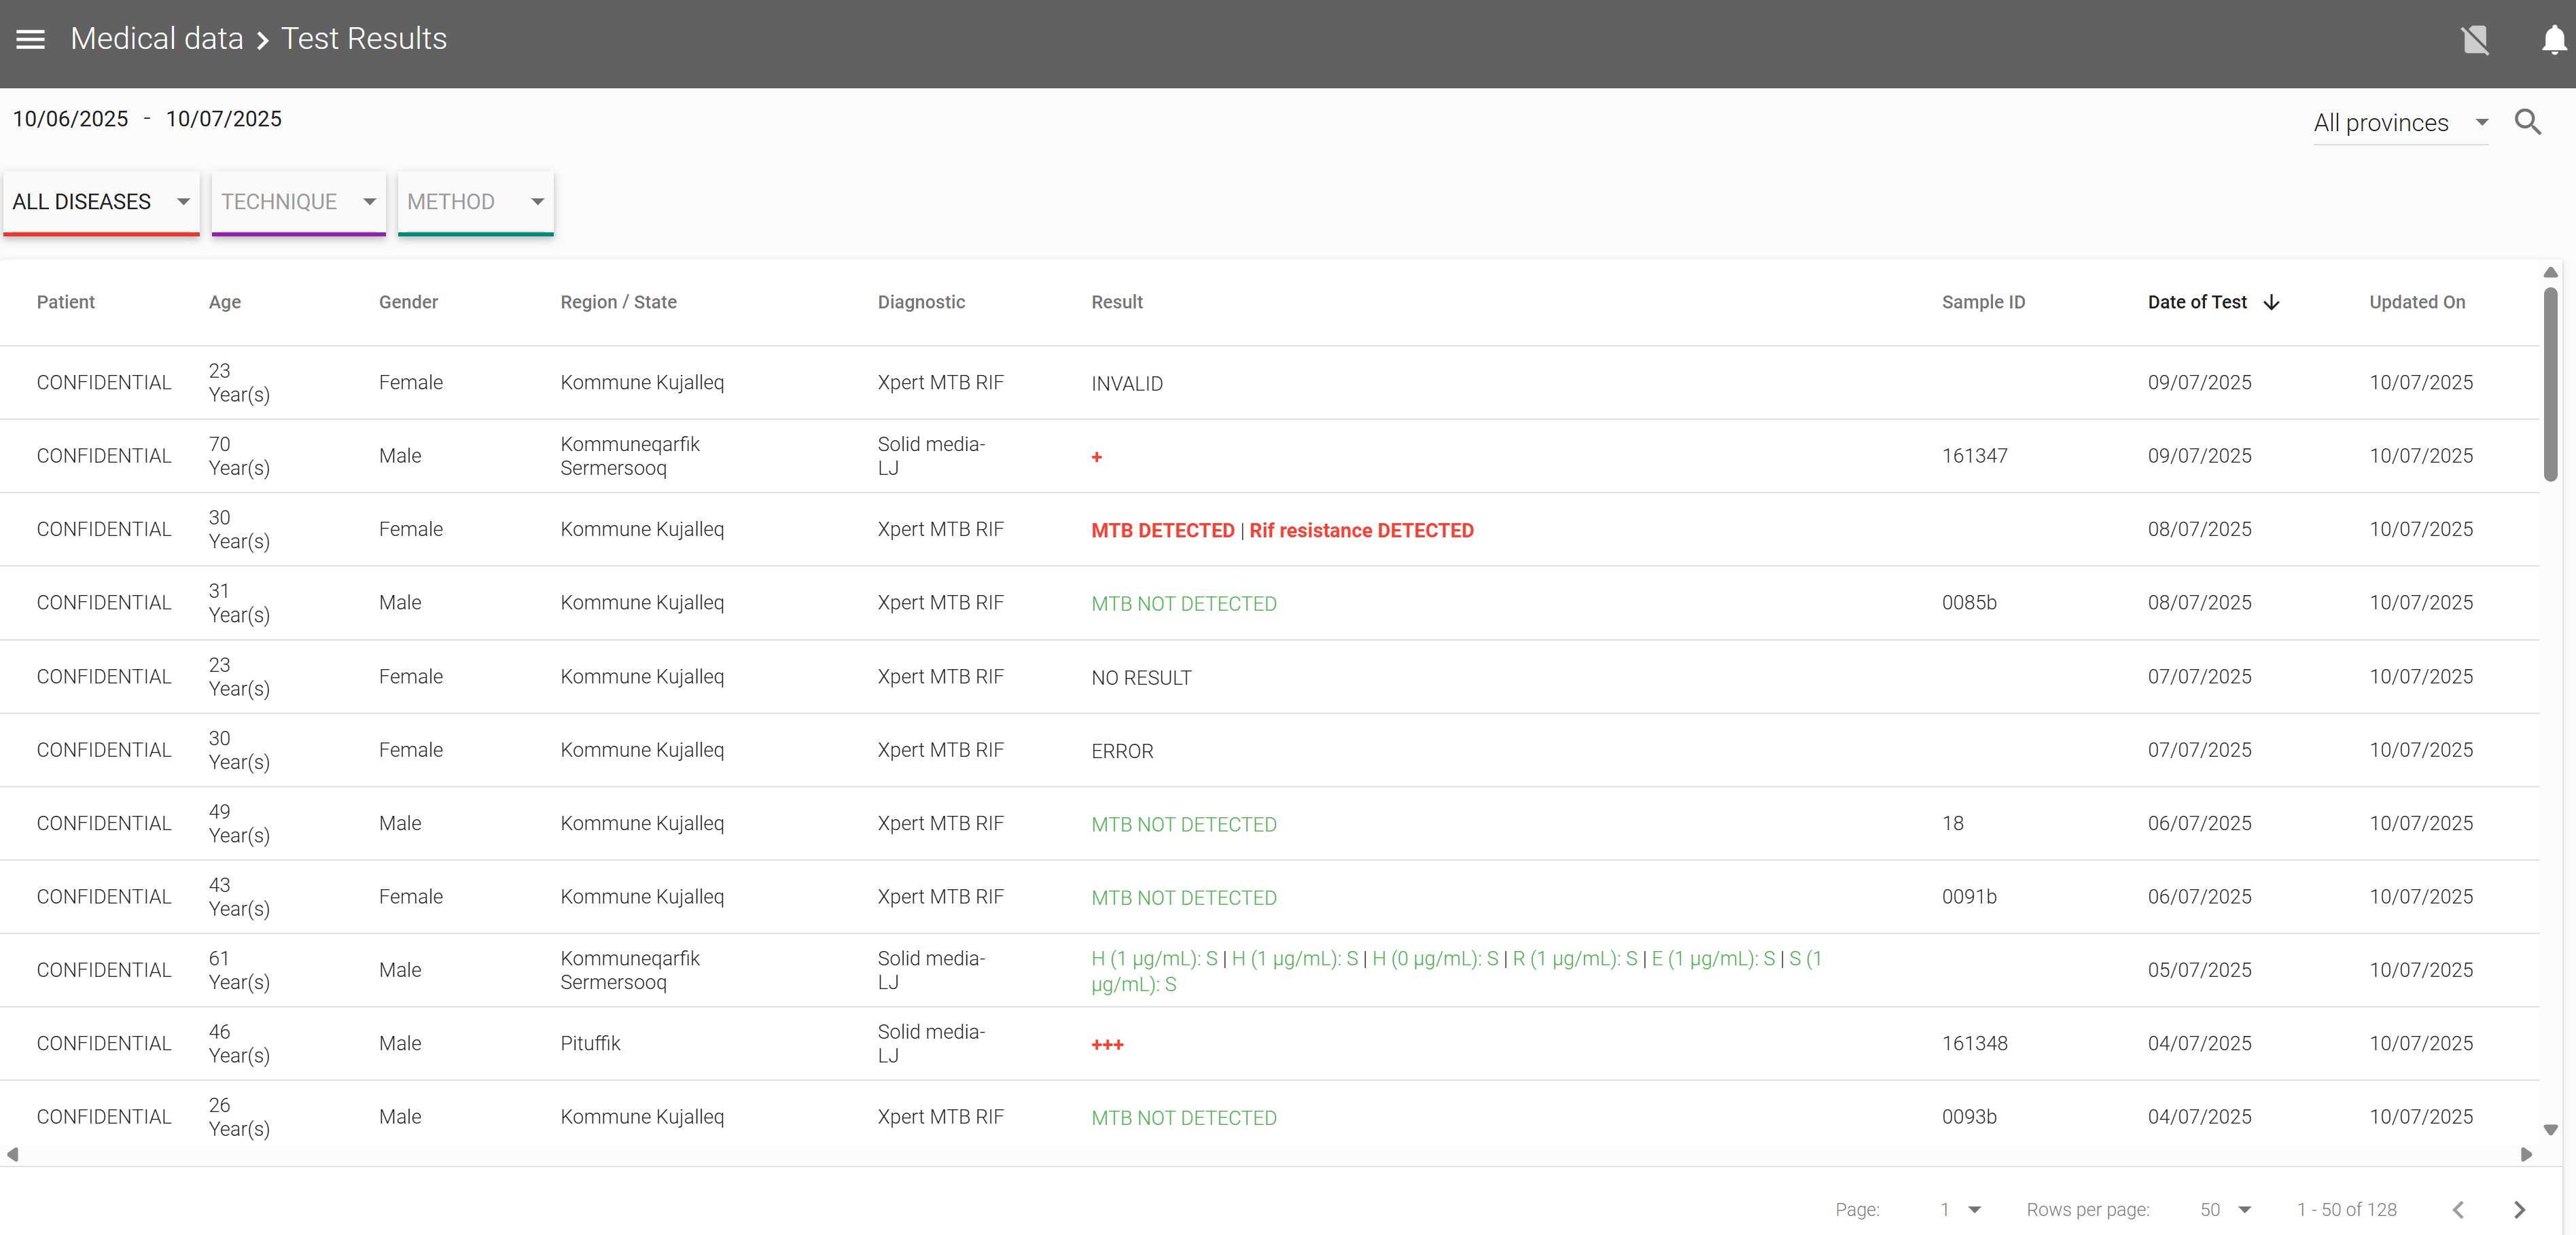 Medical data > Test Results
10/06/2025 - 10/07/2025
All provinces
ALL DISEASES TECHNIQUE METHOD
Patient Age Gender Region / State Diagnostic Result Sample ID Date of Test Updated On
CONFIDENTIAL 23 Year(s) Female Kommune Kujalleq Xpert MTB RIF INVALID 09/07/2025 10/07/2025
CONFIDENTIAL 70 Year(s) Male Kommuneqarfik Sermersooq Solid media-LJ + 161347 09/07/2025 10/07/2025
CONFIDENTIAL 30 Year(s) Female Kommune Kujalleq Xpert MTB RIF MTB DETECTED | Rif resistance DETECTED 08/07/2025 10/07/2025
CONFIDENTIAL 31 Year(s) Male Kommune Kujalleq Xpert MTB RIF MTB NOT DETECTED 0085b 08/07/2025 10/07/2025
CONFIDENTIAL 23 Year(s) Female Kommune Kujalleq Xpert MTB RIF NO RESULT 07/07/2025 10/07/2025
CONFIDENTIAL 30 Year(s) Female Kommune Kujalleq Xpert MTB RIF ERROR 07/07/2025 10/07/2025
CONFIDENTIAL 49 Year(s) Male Kommune Kujalleq Xpert MTB RIF MTB NOT DETECTED 18 06/07/2025 10/07/2025
CONFIDENTIAL 43 Year(s) Female Kommune Kujalleq Xpert MTB RIF MTB NOT DETECTED 0091b 06/07/2025 10/07/2025
CONFIDENTIAL 61 Year(s) Male Kommuneqarfik Sermersooq Solid media-LJ H (1 µg/mL): S | H (1 µg/mL): S | H (0 µg/mL): S | R (1 µg/mL): S | E (1 µg/mL): S | S (1 µg/mL): S 05/07/2025 10/07/2025
CONFIDENTIAL 46 Year(s) Male Pituffik Solid media-LJ +++ 161348 04/07/2025 10/07/2025
CONFIDENTIAL 26 Year(s) Male Kommune Kujalleq Xpert MTB RIF MTB NOT DETECTED 0093b 04/07/2025 10/07/2025
Page: 1 Rows per page: 50 1 - 50 of 128